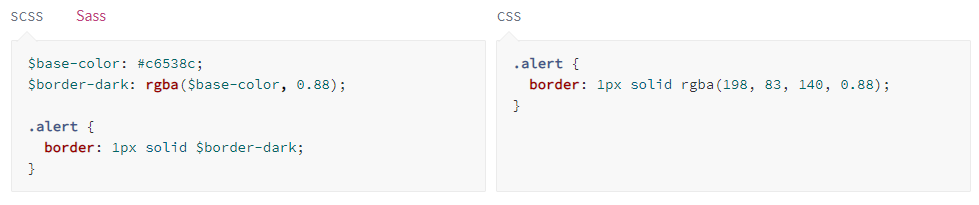 SCSS Sass
$base-color: #c6538c;
$border-dark: rgba($base-color, 0.88);
.alert {
  border: 1px solid $border-dark;
}
CSS
.alert {
  border: 1px solid rgba(198, 83, 140, 0.88);
}